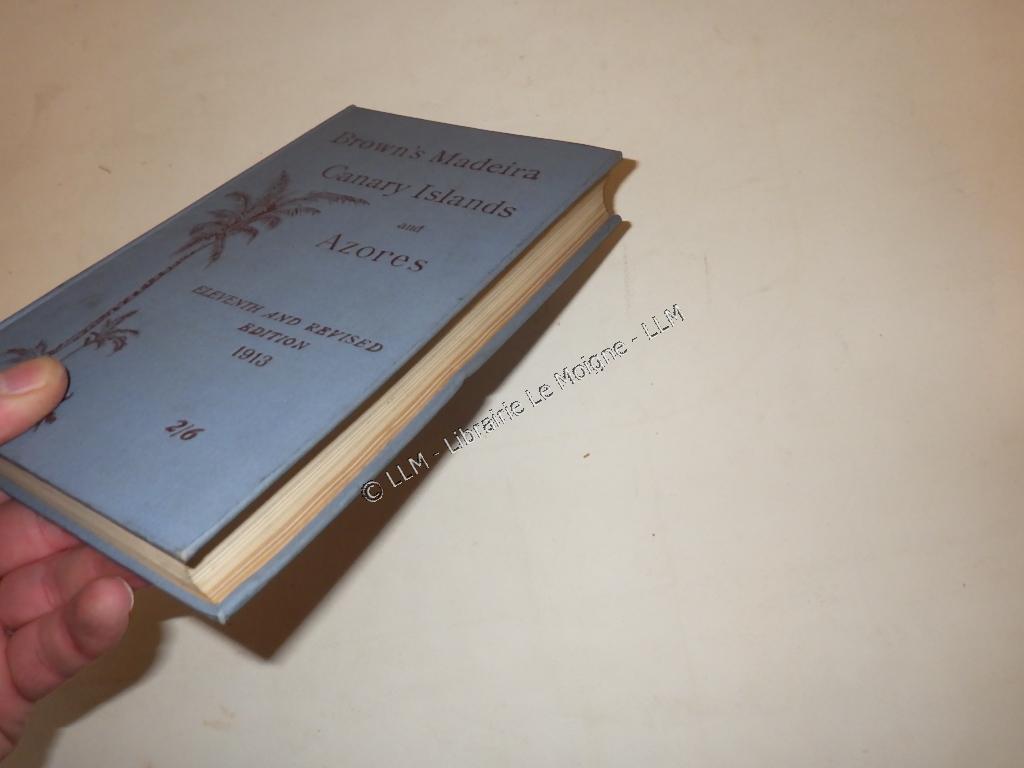 Brown's Madeira
Canary Islands
and
Azores
ELEVENTH AND REVISED
EDITION
1913
2/6
© LLM - Librairie Le Moigne - LLM